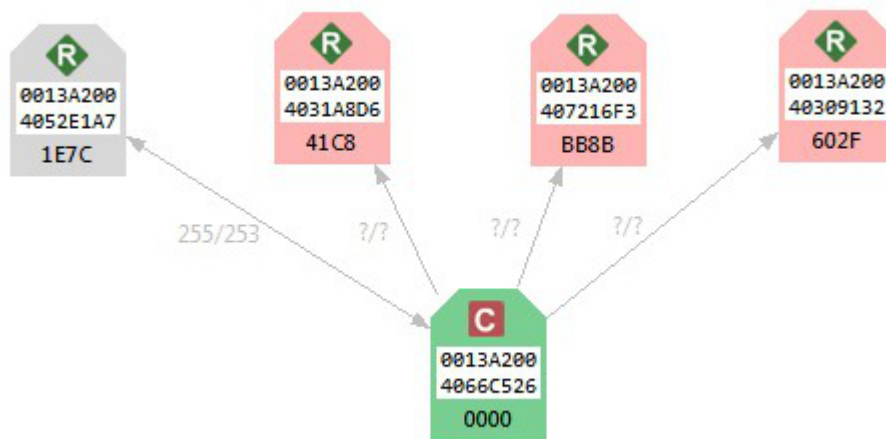 R
0013A200
4052E1A7
1E7C
R
0013A200
4031A8D6
41C8
R
0013A200
407216F3
BB8B
R
0013A200
40309132
602F
255/253
?/?
?/?
?/?
C
0013A200
4066C526
0000